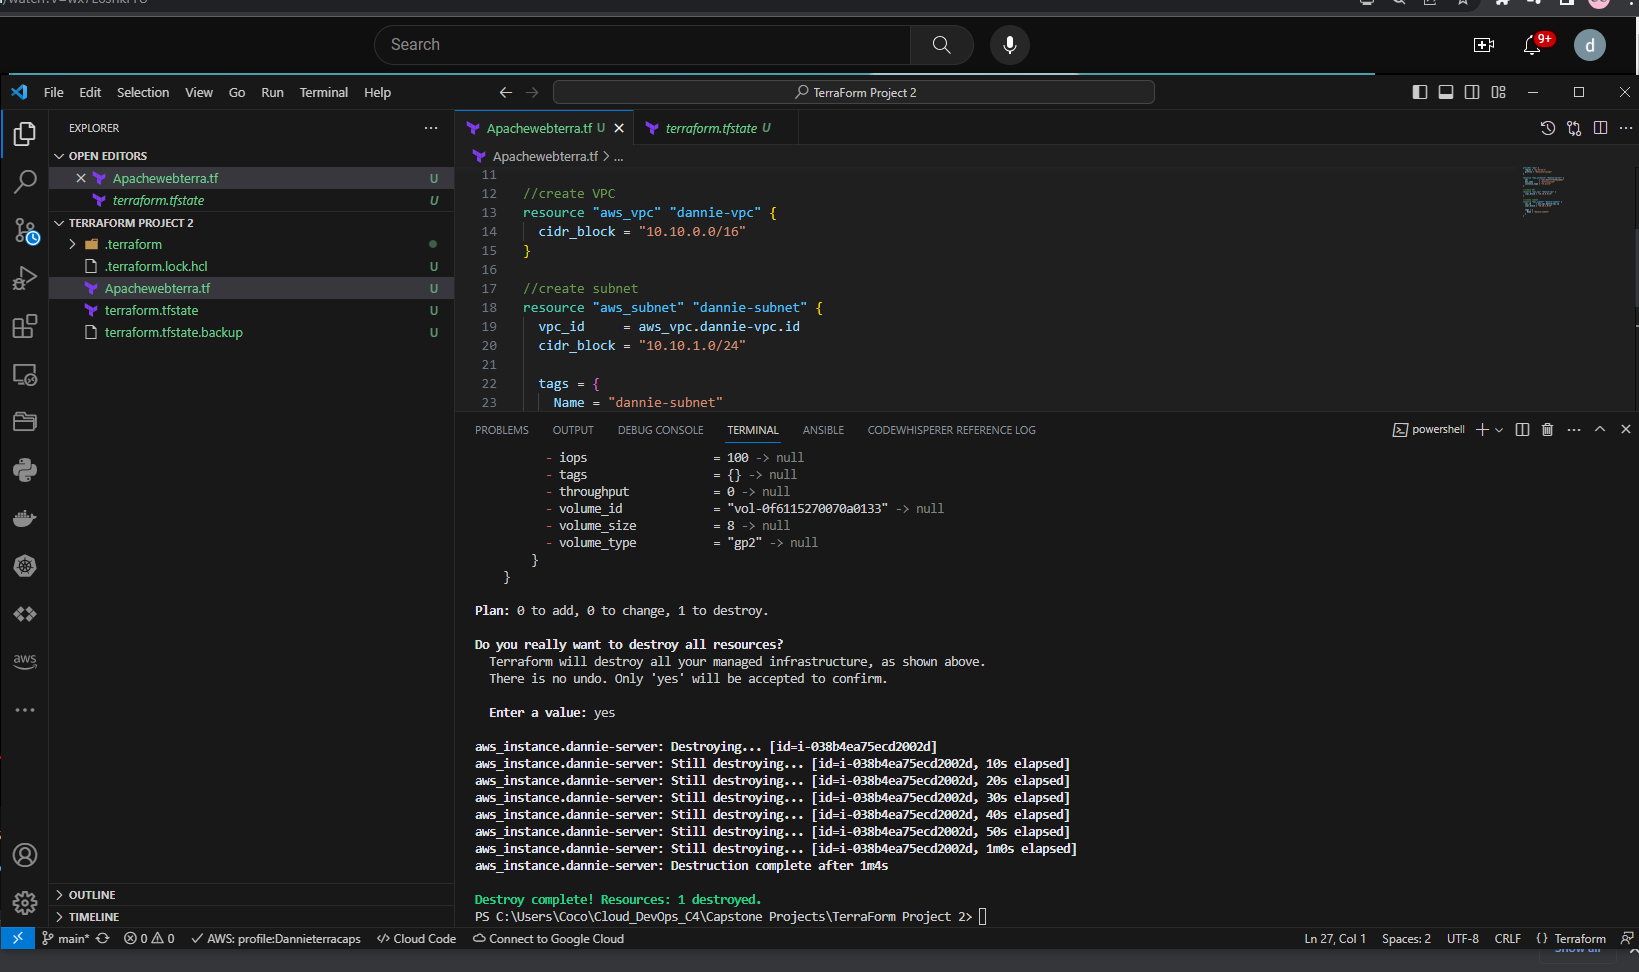 Search
9+
d
File Edit Selection View Go Run Terminal Help
TerraForm Project 2
EXPLORER
OPEN EDITORS
Apachewebterra.tf U
terraform.tfstate U
TERRAFORM PROJECT 2
.terraform
.terraform.lock.hcl U
Apachewebterra.tf U
terraform.tfstate U
terraform.tfstate.backup U
OUTLINE
TIMELINE
aws
Apachewebterra.tf U terraform.tfstate U
Apachewebterra.tf > ...
11
12 //create VPC
13 resource "aws_vpc" "dannie-vpc" {
14 cidr_block = "10.10.0.0/16"
15 }
16
17 //create subnet
18 resource "aws_subnet" "dannie-subnet" {
19 vpc_id = aws_vpc.dannie-vpc.id
20 cidr_block = "10.10.1.0/24"
21
22 tags = {
23 Name = "dannie-subnet"
PROBLEMS OUTPUT DEBUG CONSOLE TERMINAL ANSIBLE CODEWHISPERER REFERENCE LOG
powershell
- iops = 100 -> null
- tags = {} -> null
- throughput = 0 -> null
- volume_id = "vol-0f6115270070a0133" -> null
- volume_size = 8 -> null
- volume_type = "gp2" -> null
}
}
Plan: 0 to add, 0 to change, 1 to destroy.
Do you really want to destroy all resources?
Terraform will destroy all your managed infrastructure, as shown above.
There is no undo. Only 'yes' will be accepted to confirm.
Enter a value: yes
aws_instance.dannie-server: Destroying... [id=i-038b4ea75ecd2002d]
aws_instance.dannie-server: Still destroying... [id=i-038b4ea75ecd2002d, 10s elapsed]
aws_instance.dannie-server: Still destroying... [id=i-038b4ea75ecd2002d, 20s elapsed]
aws_instance.dannie-server: Still destroying... [id=i-038b4ea75ecd2002d, 30s elapsed]
aws_instance.dannie-server: Still destroying... [id=i-038b4ea75ecd2002d, 40s elapsed]
aws_instance.dannie-server: Still destroying... [id=i-038b4ea75ecd2002d, 50s elapsed]
aws_instance.dannie-server: Still destroying... [id=i-038b4ea75ecd2002d, 1m0s elapsed]
aws_instance.dannie-server: Destruction complete after 1m4s
Destroy complete! Resources: 1 destroyed.
PS C:\Users\Coco\Cloud_DevOps_C4\Capstone Projects\TerraForm Project 2>
main* 0 0 AWS: profile:Dannieterracaps Cloud Code Connect to Google Cloud Ln 27, Col 1 Spaces: 2 UTF-8 CRLF {} Terraform